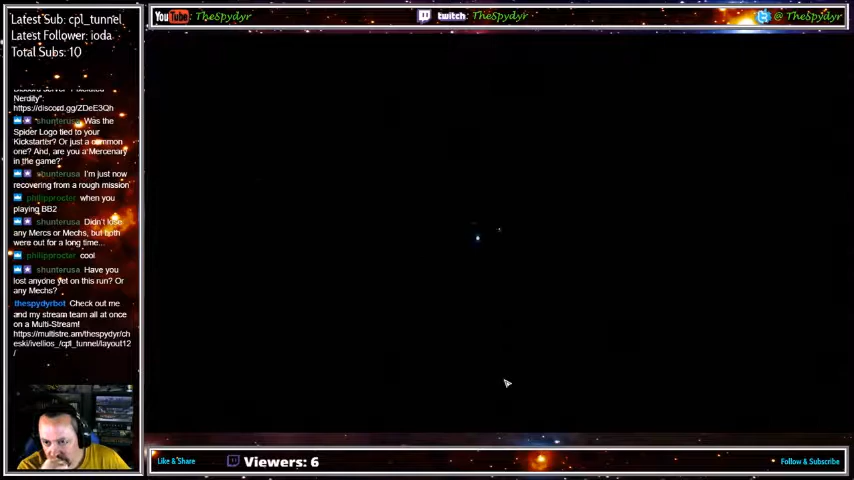 Latest Sub: cpl_tunnel
Latest Follower: ioda
Total Subs: 10
YouTube TheSpydyr
twitch TheSpydyr
@ TheSpydyr
Nerdity":
https://discord.gg/ZDeE3Qh
shunterusa Was the
Spider Logo tied to your
Kickstarter? Or just a common
one? And, are you a Mercenary
in the game?
shunterusa I'm just now
recovering from a rough mission
philipproctor when you
playing BB2
shunterusa Didn't lose
any Mercs or Mechs, but both
were out for a long time...
philipproctor cool
shunterusa Have you
lost anyone yet on this run? Or
any Mechs?
thespydyrbot Check out me
and my stream team all at once
on a Multi-Stream!
https://multistre.am/thespydyr/ch
eski/ivellios_/cpl_tunnel/layout12
/
Like & Share
Viewers: 6
Follow & Subscribe